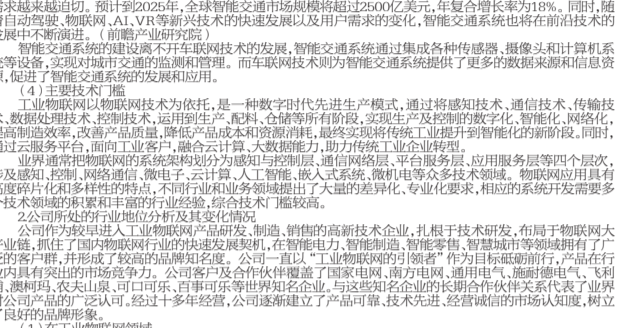 需求越来越迫切。预计到2025年,全球智能交通市场规模将超过2500亿美元,年复合增长率为18%。同时,随
着自动驾驶、物联网、AI、VR等新兴技术的快速发展以及用户需求的变化,智能交通系统也将在前沿技术的
发展中不断演进。(前瞻产业研究院)
智能交通系统的建设离不开车联网技术的发展,智能交通系统通过集成各种传感器、摄像头和计算机系
统等设备,实现对城市交通的监测和管理。而车联网技术则为智能交通系统提供了更多的数据来源和信息资
源,促进了智能交通系统的发展和应用。
(4)主要技术门槛
工业物联网以物联网技术为依托,是一种数字时代先进生产模式,通过将感知技术、通信技术、传输技
术、数据处理技术、控制技术,运用到生产、配料、仓储等所有阶段,实现生产及控制的数字化、智能化、网络化,
提高制造效率,改善产品质量,降低产品成本和资源消耗,最终实现将传统工业提升到智能化的新阶段。同时,
通过云服务平台,面向工业客户,融合云计算、大数据能力,助力传统工业企业转型。
业界通常把物联网的系统架构划分为感知与控制层、通信网络层、平台服务层、应用服务层等四个层次,
涉及感知、控制、网络通信、微电子、云计算、人工智能、嵌入式系统、微机电等众多技术领域。物联网应用具有
高度碎片化和多样性的特点,不同行业和业务领域提出了大量的差异化、专业化要求,相应的系统开发需要多
个技术领域的积累和丰富的行业经验,综合技术门槛较高。
2.公司所处的行业地位分析及其变化情况
公司作为较早进入工业物联网产品研发、制造、销售的高新技术企业,扎根于技术研发,布局于物联网大
产业链,抓住了国内物联网行业的快速发展契机,在智能电力、智能制造、智能零售、智慧城市等领域拥有了广
泛的客户群,并形成了较高的品牌知名度。公司一直以“工业物联网的引领者”作为目标砥砺前行,产品在行
业内具有突出的市场竞争力。公司客户及合作伙伴覆盖了国家电网、南方电网、通用电气、施耐德电气、飞利
浦、澳柯玛、农夫山泉、可口可乐、百事可乐等世界知名企业。与这些知名企业的长期合作伙伴关系代表了业界
对公司产品的广泛认可。经过十多年经营,公司逐渐建立了产品可靠、技术先进、经营诚信的市场认知度,树立
了良好的品牌形象。
(1)在工业物联网领域